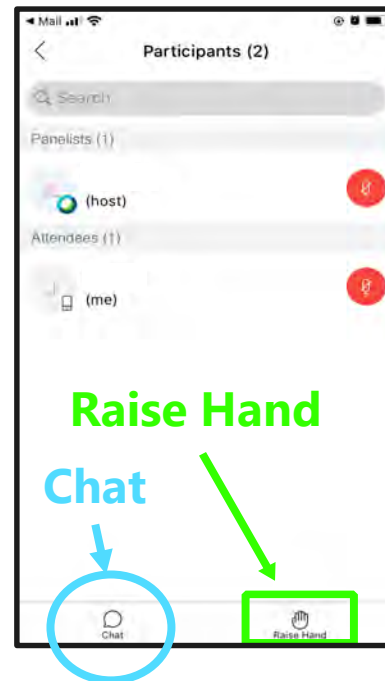 Mail
Participants (2)
Search
Panelists (1)
(host)
Attendees (1)
(me)
Raise Hand
Chat
Chat
Raise Hand